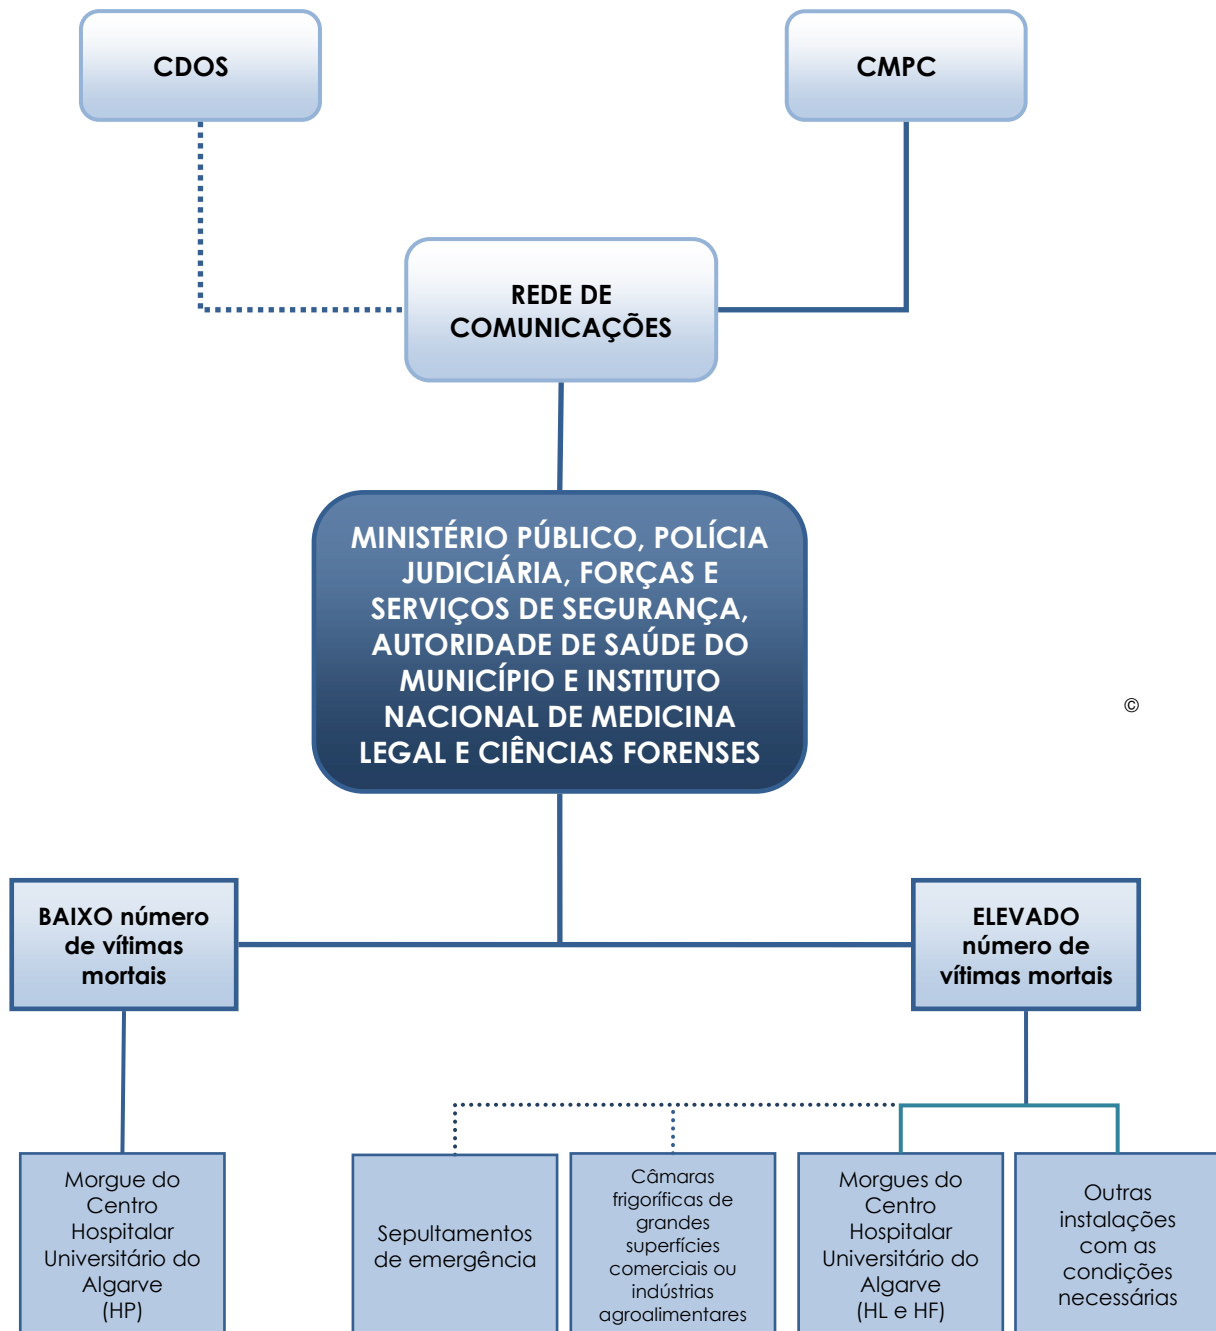 CDOS
CMPC
REDE DE
COMUNICAÇÕES
MINISTÉRIO PÚBLICO, POLÍCIA
JUDICIÁRIA, FORÇAS E
SERVIÇOS DE SEGURANÇA,
AUTORIDADE DE SAÚDE DO
MUNICÍPIO E INSTITUTO
NACIONAL DE MEDICINA
LEGAL E CIÊNCIAS FORENSES
©
BAIXO número
de vítimas
mortais
ELEVADO
número de
vítimas mortais
Morgue do
Centro
Hospitalar
Universitário do
Algarve
(HP)
Sepultamentos
de emergência
Câmaras
frigoríficas de
grandes
superfícies
comerciais ou
indústrias
agroalimentares
Morgues do
Centro
Hospitalar
Universitário do
Algarve
(HL e HF)
Outras
instalações
com as
condições
necessárias